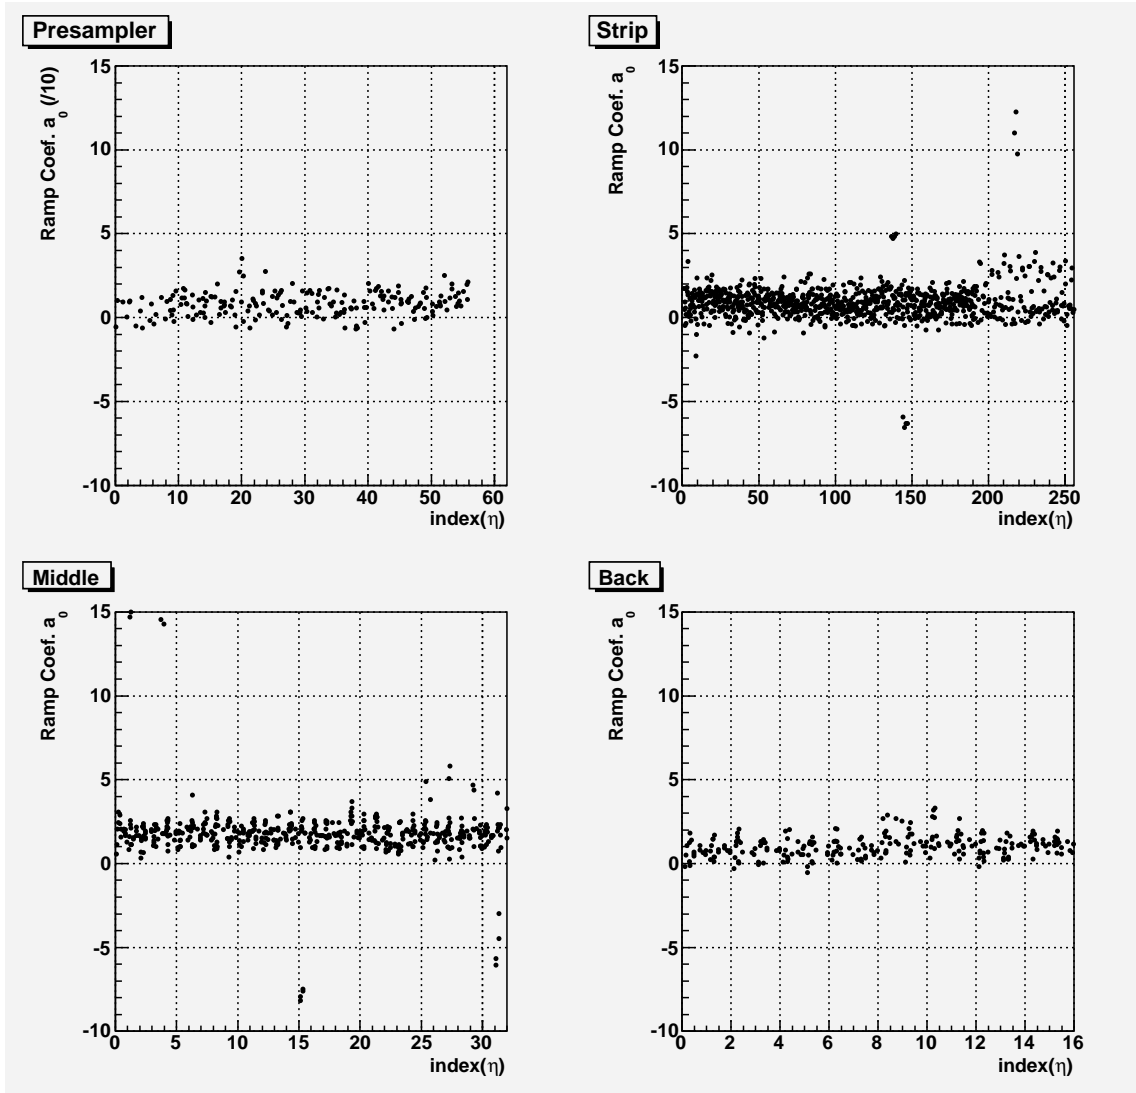 Presampler
Ramp Coef. a0 (/10)
15
10
5
0
-5
-10
0 10 20 30 40 50 60
index(η)
Strip
Ramp Coef. a0
15
10
5
0
-5
-10
0 50 100 150 200 250
index(η)
Middle
Ramp Coef. a0
15
10
5
0
-5
-10
0 5 10 15 20 25 30
index(η)
Back
Ramp Coef. a0
15
10
5
0
-5
-10
0 2 4 6 8 10 12 14 16
index(η)